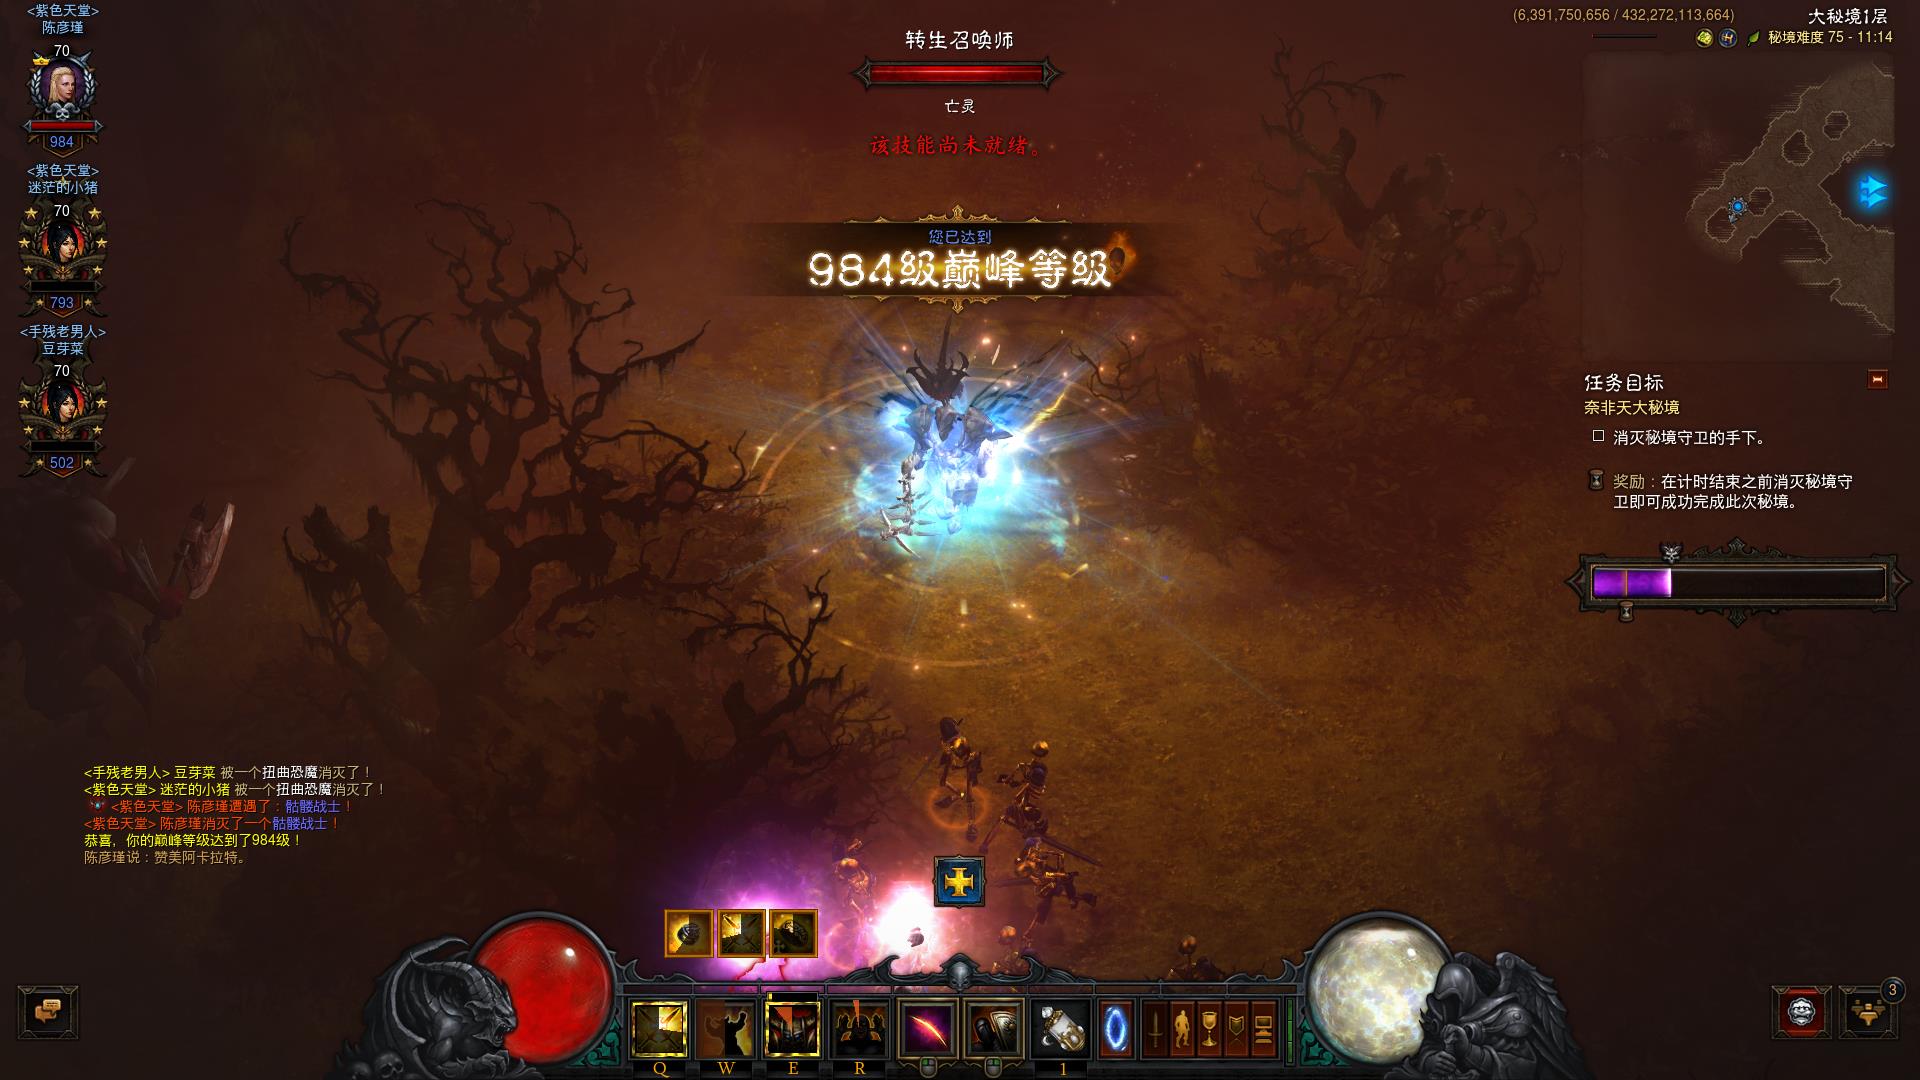 <紫色天堂>
陈彦瑾
70
984
<紫色天堂>
迷茫的小猪
70
793
<手残老男人>
豆芽菜
70
502
转生召唤师
亡灵
该技能尚未就绪。
您已达到
984级巅峰等级
(6,391,750,656 / 432,272,113,664)
大秘境1层
秘境难度 75 - 11:14
任务目标
奈非天大秘境
消灭秘境守卫的手下。
奖励：在计时结束之前消灭秘境守
卫即可成功完成此次秘境。
<手残老男人> 豆芽菜 被一个扭曲恐魔消灭了！
<紫色天堂> 迷茫的小猪 被一个扭曲恐魔消灭了！
<紫色天堂> 陈彦瑾遭遇了：骷髅战士！
<紫色天堂> 陈彦瑾消灭了一个骷髅战士！
恭喜，你的巅峰等级达到了984级！
陈彦瑾说：赞美阿卡拉特。
Q
W
E
R
1
3